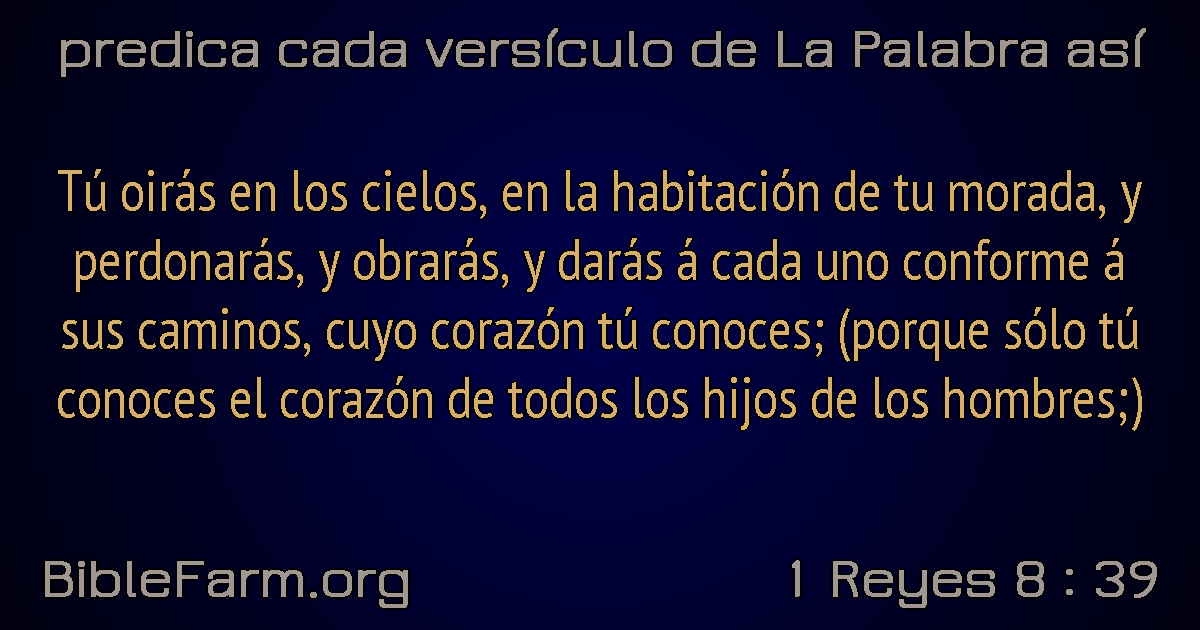 predica cada versículo de La Palabra así
Tú oirás en los cielos, en la habitación de tu morada, y
perdonarás, y obrarás, y darás á cada uno conforme á
sus caminos, cuyo corazón tú conoces; (porque sólo tú
conoces el corazón de todos los hijos de los hombres;)
BibleFarm.org
1 Reyes 8 : 39